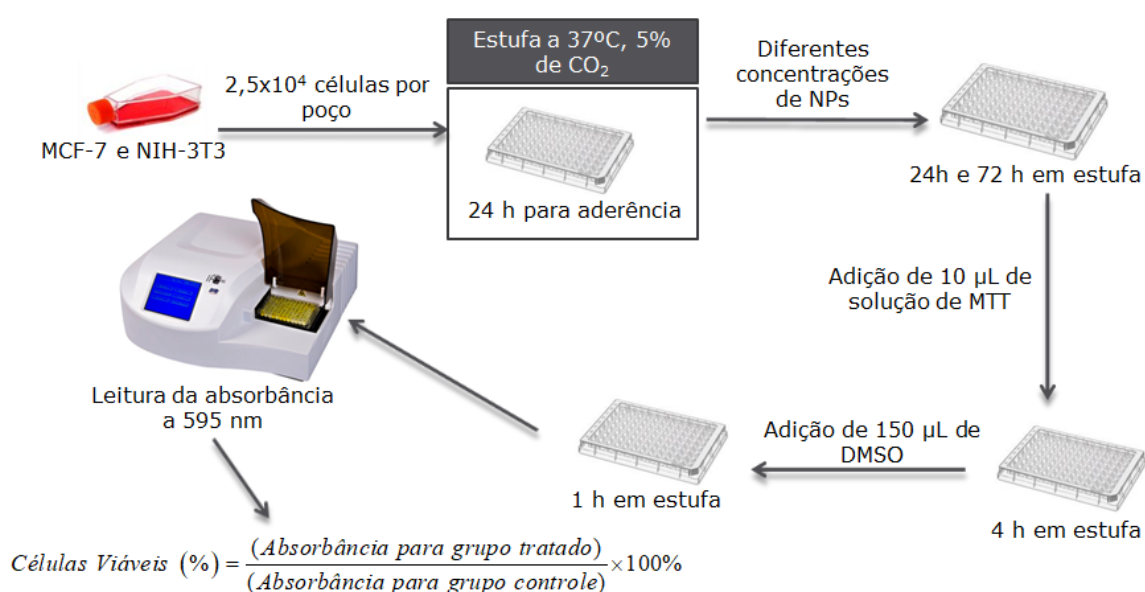 MCF-7 e NIH-3T3
2,5x10⁴ células por
poço
Estufa a 37ºC, 5%
de CO₂
24 h para aderência
Diferentes
concentrações
de NPs
24h e 72 h em estufa
Adição de 10 µL de
solução de MTT
4 h em estufa
Adição de 150 µL de
DMSO
1 h em estufa
Leitura da absorbância
a 595 nm
Células Viáveis (%) = (Absorbância para grupo tratado) / (Absorbância para grupo controle) ×100%